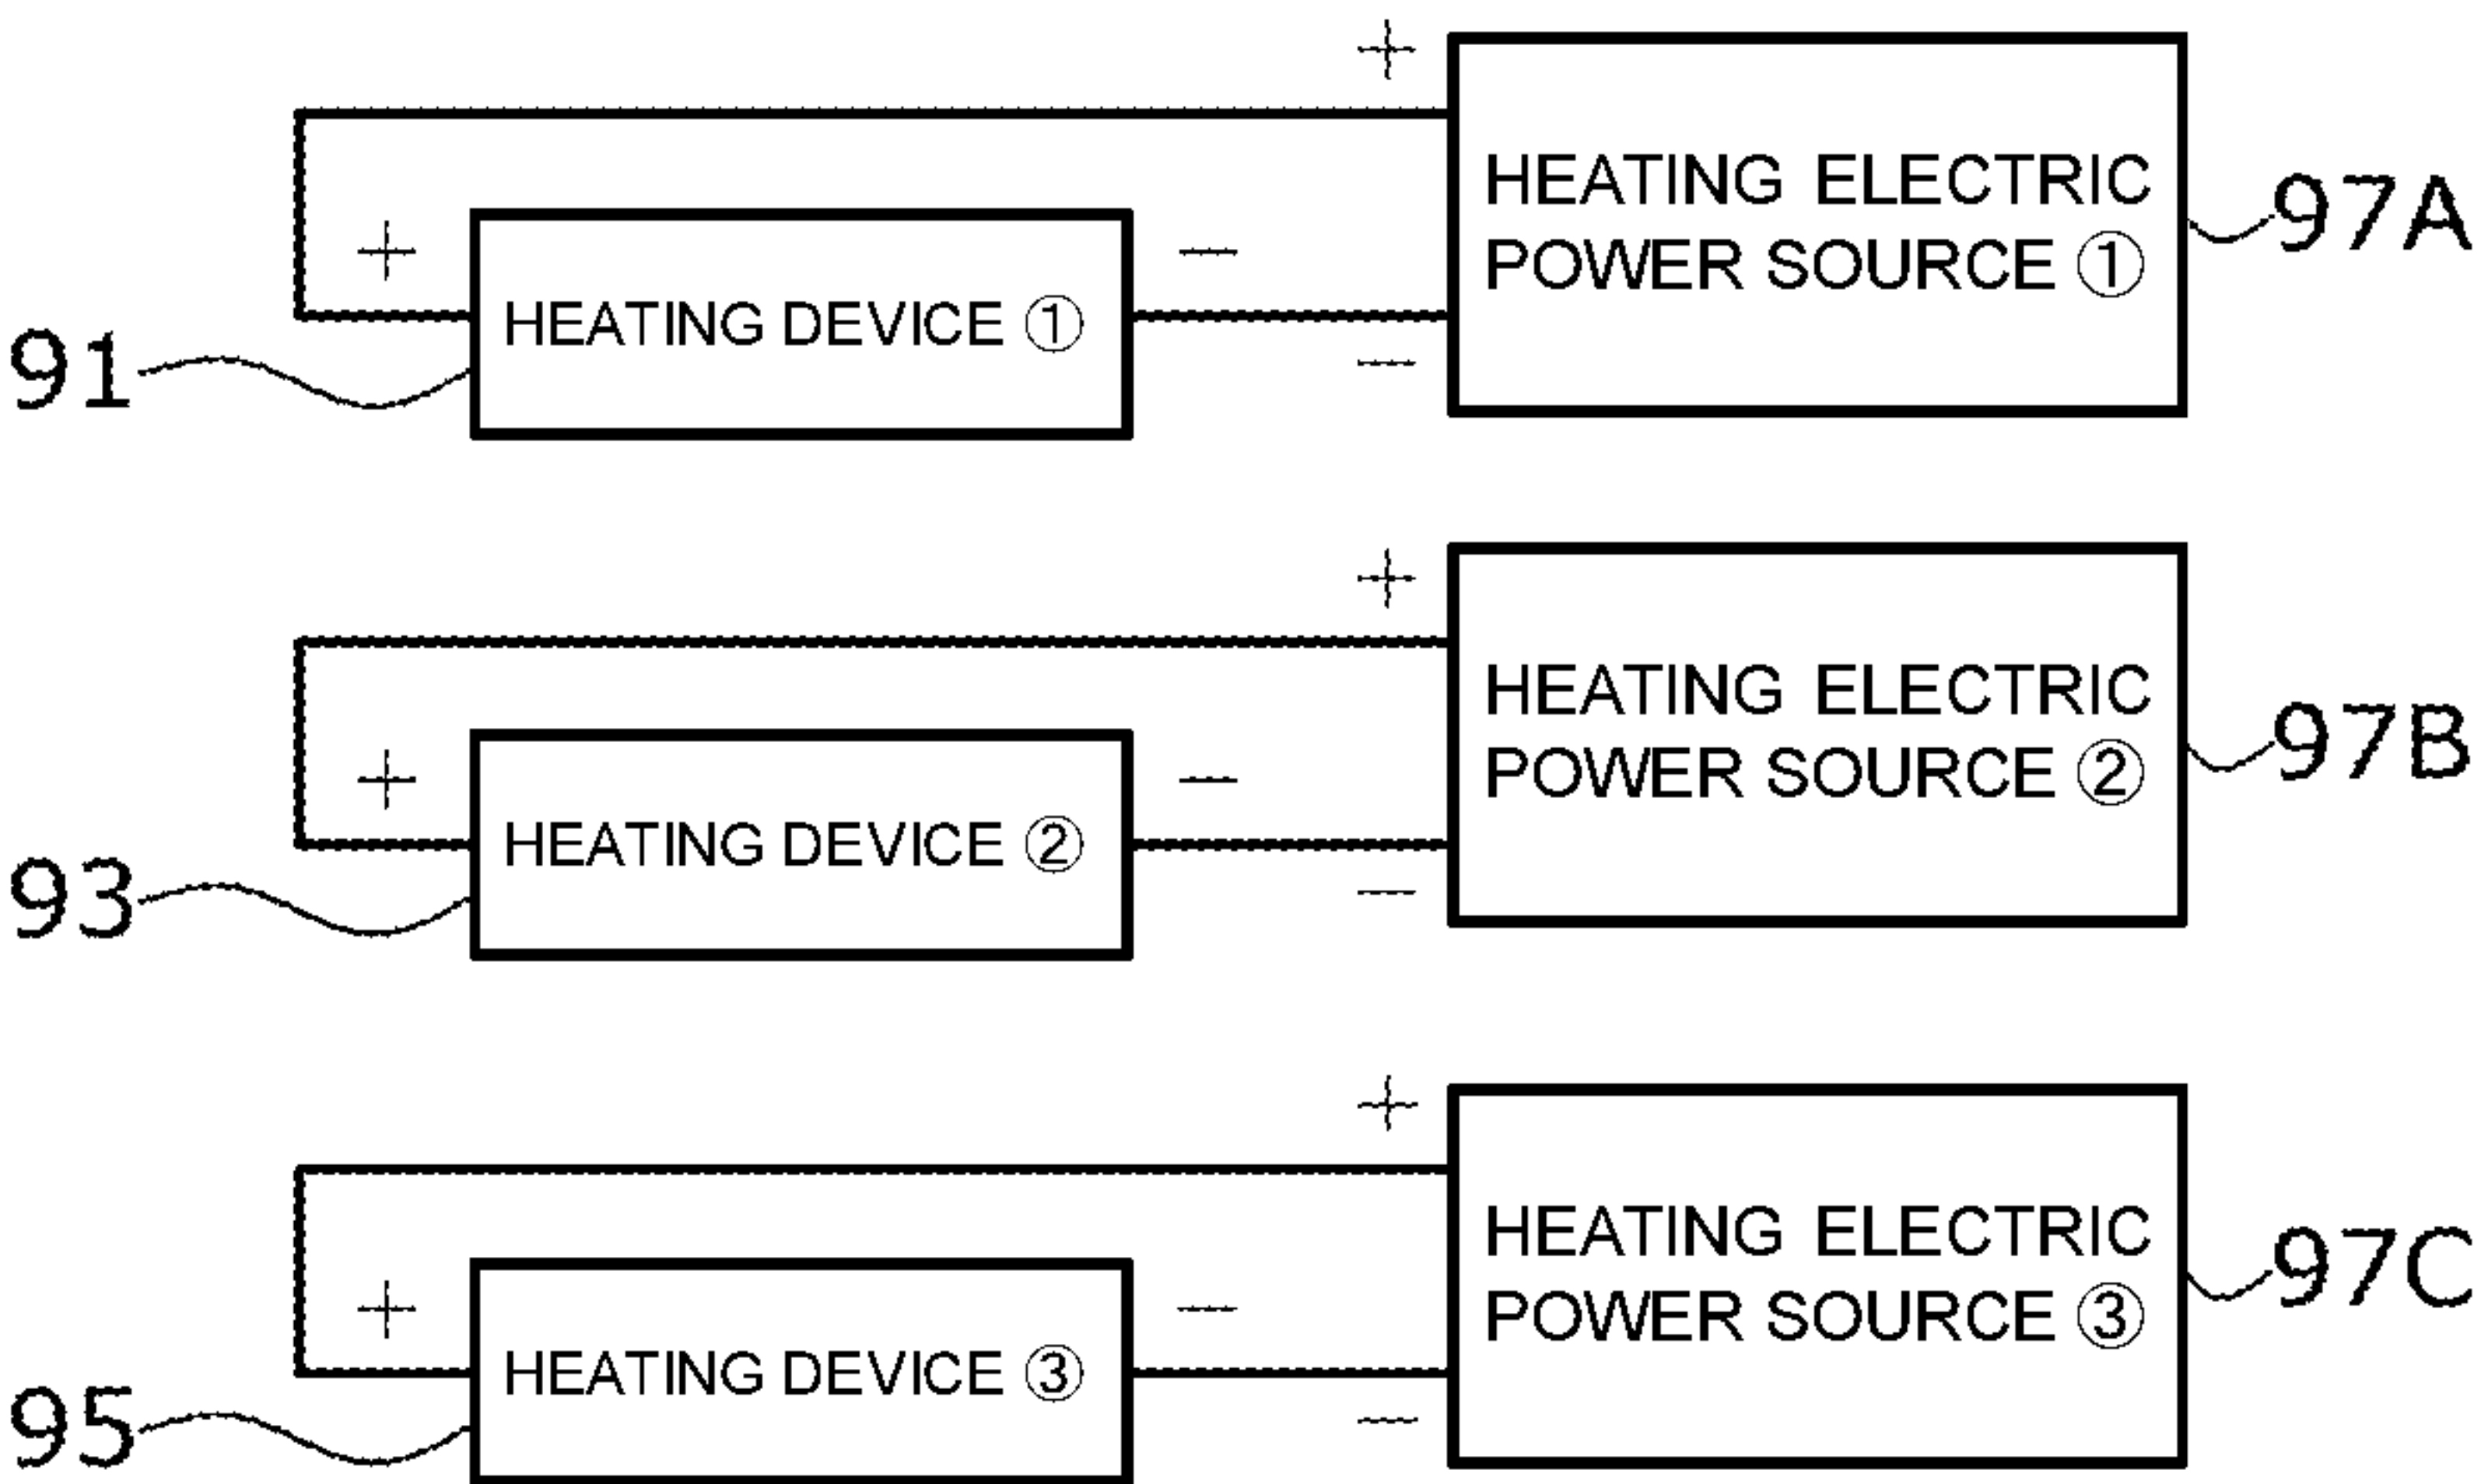 +
HEATING ELECTRIC
POWER SOURCE ①
97A
+
−
HEATING DEVICE ①
−
91
+
HEATING ELECTRIC
POWER SOURCE ②
97B
+
−
HEATING DEVICE ②
−
93
+
HEATING ELECTRIC
POWER SOURCE ③
97C
+
−
HEATING DEVICE ③
−
95